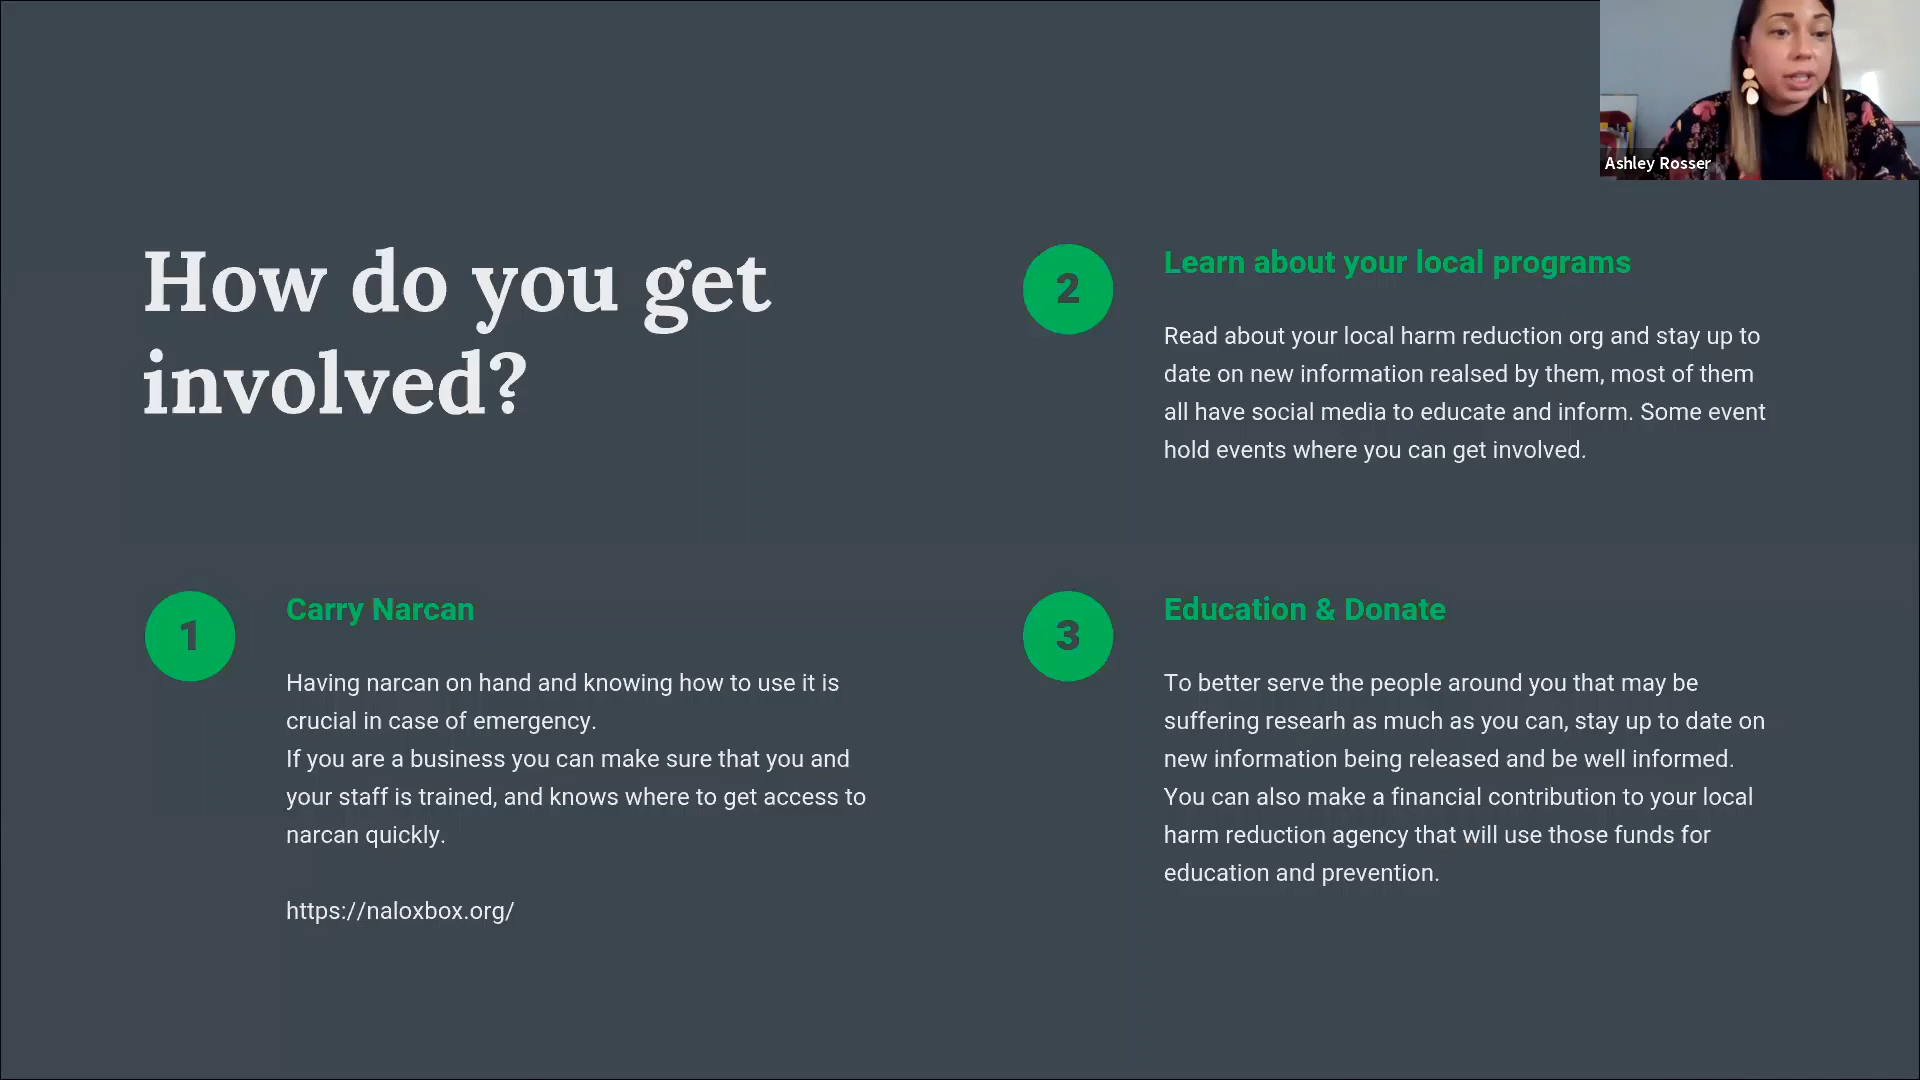 Ashley Rosser
How do you get
involved?
1
Carry Narcan
Having narcan on hand and knowing how to use it is
crucial in case of emergency.
If you are a business you can make sure that you and
your staff is trained, and knows where to get access to
narcan quickly.
https://naloxbox.org/
2
Learn about your local programs
Read about your local harm reduction org and stay up to
date on new information realsed by them, most of them
all have social media to educate and inform. Some event
hold events where you can get involved.
3
Education & Donate
To better serve the people around you that may be
suffering researh as much as you can, stay up to date on
new information being released and be well informed.
You can also make a financial contribution to your local
harm reduction agency that will use those funds for
education and prevention.